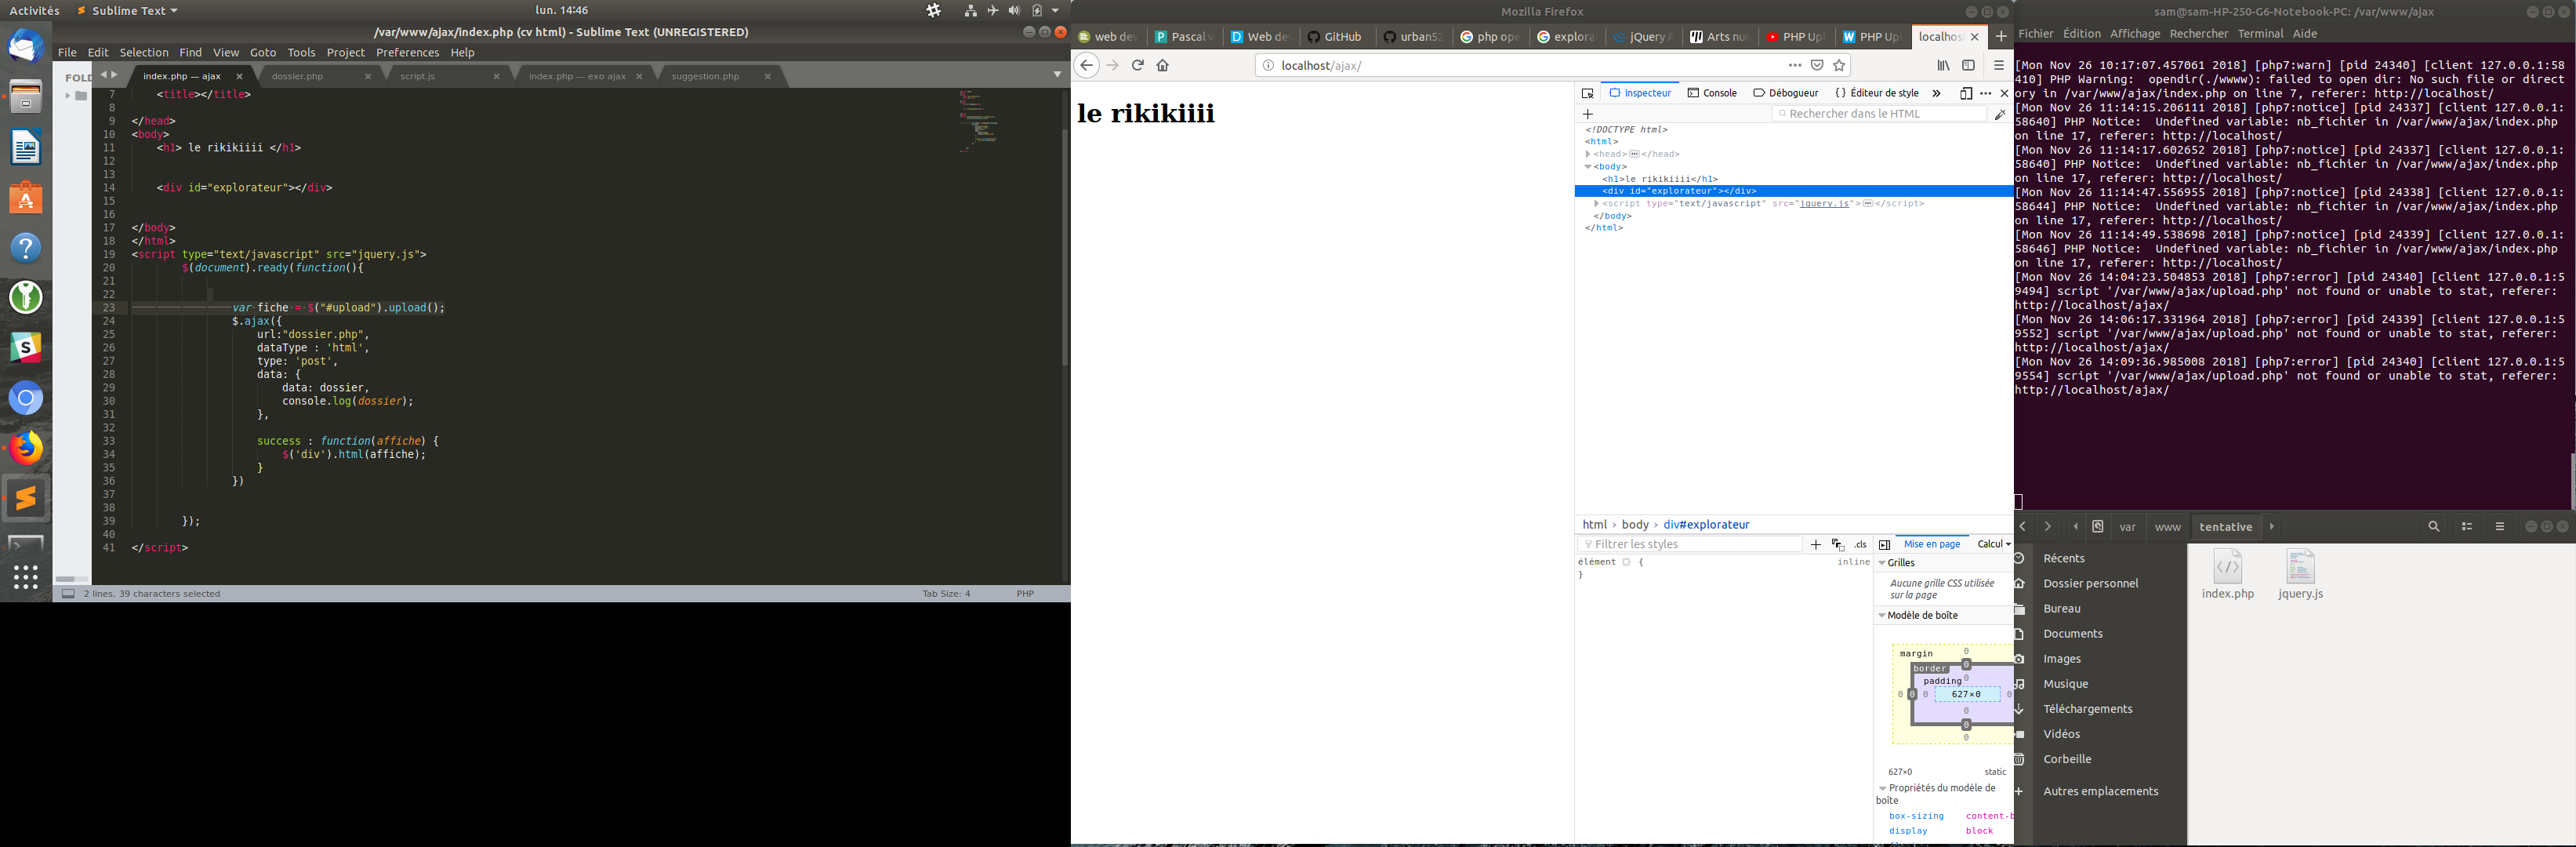 Activités
Sublime Text
lun. 14:46
/var/www/ajax/index.php (cv html) - Sublime Text (UNREGISTERED)
File Edit Selection Find View Goto Tools Project Preferences Help
FOLD
index.php — ajax
dossier.php
script.js
index.php — exo ajax
suggestion.php
7 <title></title>
8
9 </head>
10 <body>
11 <h1> le rikikiiii </h1>
12
13
14 <div id="explorateur"></div>
15
16
17 </body>
18 </html>
19 <script type="text/javascript" src="jquery.js">
20 $(document).ready(function(){
21
22
23 var fiche = $("#upload").upload();
24 $.ajax({
25 url:"dossier.php",
26 dataType : 'html',
27 type: 'post',
28 data: {
29 data: dossier,
30 console.log(dossier);
31 },
32
33 success : function(affiche) {
34 $('div').html(affiche);
35 }
36 })
37
38
39 });
40
41 </script>
2 lines, 39 characters selected
Tab Size: 4
PHP
Mozilla Firefox
web de
Pascal
Web de
GitHub
urban52
php ope
explora
jQuery A
Arts nu
PHP Up
PHP Upl
localhos
localhost/ajax/
le rikikiiii
Inspecteur
Console
Débogueur
{ } Éditeur de style
Rechercher dans le HTML
<!DOCTYPE html>
<html>
<head></head>
<body>
<h1>le rikikiiii</h1>
<div id="explorateur"></div>
<script type="text/javascript" src="jquery.js"></script>
</body>
</html>
html › body › div#explorateur
Filtrer les styles
.cls
Mise en page
Calcul
élément { inline
}
Grilles
Aucune grille CSS utilisée
sur la page
Modèle de boîte
margin 0
border 0
padding 0
0 0 0 627×0 0
0
0
0
627×0 static
Propriétés du modèle de
boîte
box-sizing content-b
display block
sam@sam-HP-250-G6-Notebook-PC: /var/www/ajax
Fichier Édition Affichage Rechercher Terminal Aide
[Mon Nov 26 10:17:07.457061 2018] [php7:warn] [pid 24340] [client 127.0.0.1:58
410] PHP Warning:  opendir(./wwww): failed to open dir: No such file or direct
ory in /var/www/ajax/index.php on line 7, referer: http://localhost/
[Mon Nov 26 11:14:15.206111 2018] [php7:notice] [pid 24337] [client 127.0.0.1:
58640] PHP Notice:  Undefined variable: nb_fichier in /var/www/ajax/index.php
on line 17, referer: http://localhost/
[Mon Nov 26 11:14:17.602652 2018] [php7:notice] [pid 24337] [client 127.0.0.1:
58640] PHP Notice:  Undefined variable: nb_fichier in /var/www/ajax/index.php
on line 17, referer: http://localhost/
[Mon Nov 26 11:14:47.556955 2018] [php7:notice] [pid 24338] [client 127.0.0.1:
58644] PHP Notice:  Undefined variable: nb_fichier in /var/www/ajax/index.php
on line 17, referer: http://localhost/
[Mon Nov 26 11:14:49.538698 2018] [php7:notice] [pid 24339] [client 127.0.0.1:
58646] PHP Notice:  Undefined variable: nb_fichier in /var/www/ajax/index.php
on line 17, referer: http://localhost/
[Mon Nov 26 14:04:23.504853 2018] [php7:error] [pid 24340] [client 127.0.0.1:5
9494] script '/var/www/ajax/upload.php' not found or unable to stat, referer:
http://localhost/ajax/
[Mon Nov 26 14:06:17.331964 2018] [php7:error] [pid 24339] [client 127.0.0.1:5
9552] script '/var/www/ajax/upload.php' not found or unable to stat, referer:
http://localhost/ajax/
[Mon Nov 26 14:09:36.985008 2018] [php7:error] [pid 24340] [client 127.0.0.1:5
9554] script '/var/www/ajax/upload.php' not found or unable to stat, referer:
http://localhost/ajax/
var www tentative
Récents
Dossier personnel
Bureau
Documents
Images
Musique
Téléchargements
Vidéos
Corbeille
Autres emplacements
index.php
jquery.js